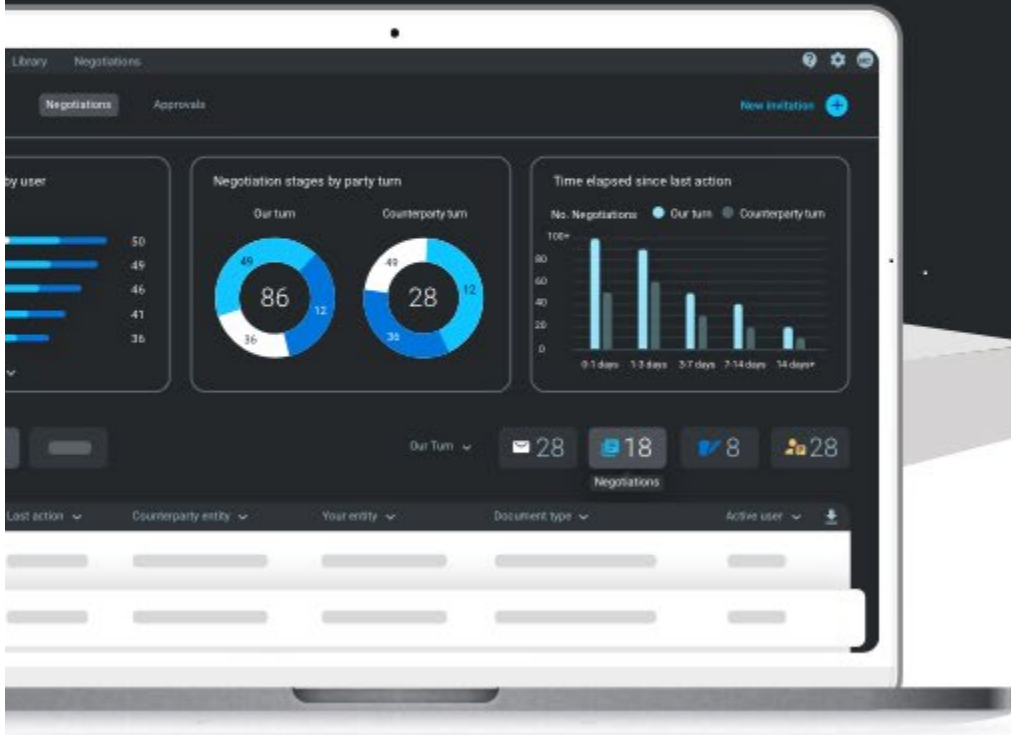 Library Negotiations
Negotiations Approvals New invitation
by user
50
49
46
41
36
Negotiation stages by party turn
Our turn Counterparty turn
49 12 36 86
49 12 36 28
Time elapsed since last action
No. Negotiations Our turn Counterparty turn
100+
80
60
40
20
0
0-1 days 1-3 days 3-7 days 7-14 days 14 days+
Our Turn 28 18 8 28
Negotiations
Last action Counterparty entity Your entity Document type Active user